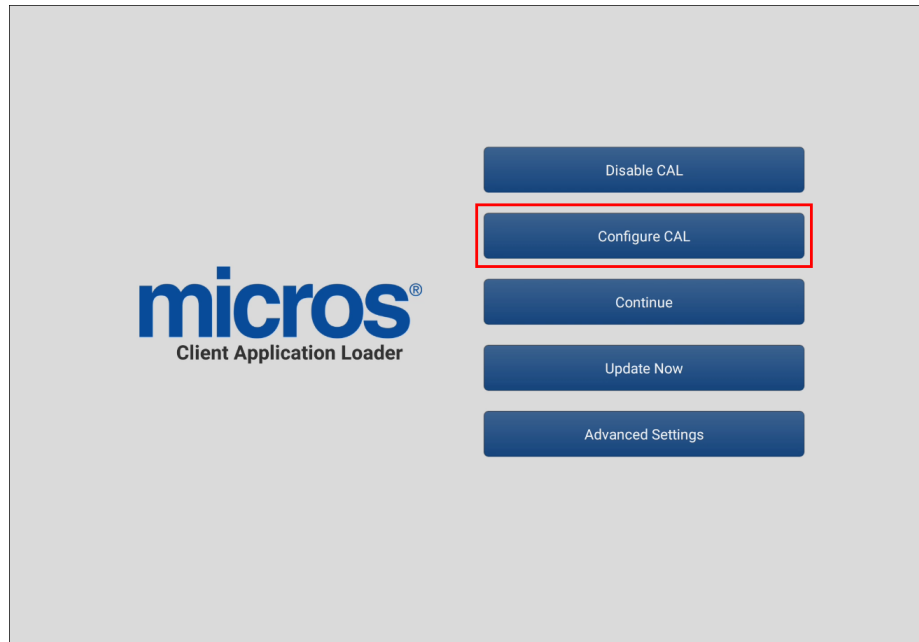 micros®
Client Application Loader
Disable CAL
Configure CAL
Continue
Update Now
Advanced Settings